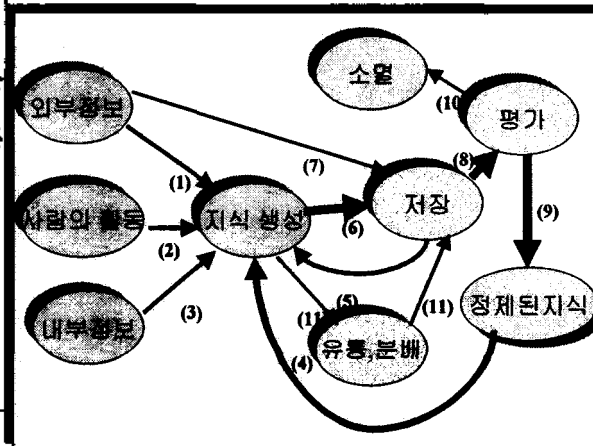 소멸
외부정보
(10)
평가
(7)
(8)
(1)
저장
사람의 활동
지식 생성
(6)
(9)
(2)
(5)
(3)
(11)
(11)
정제된지식
내부정보
(4)
유통,분배